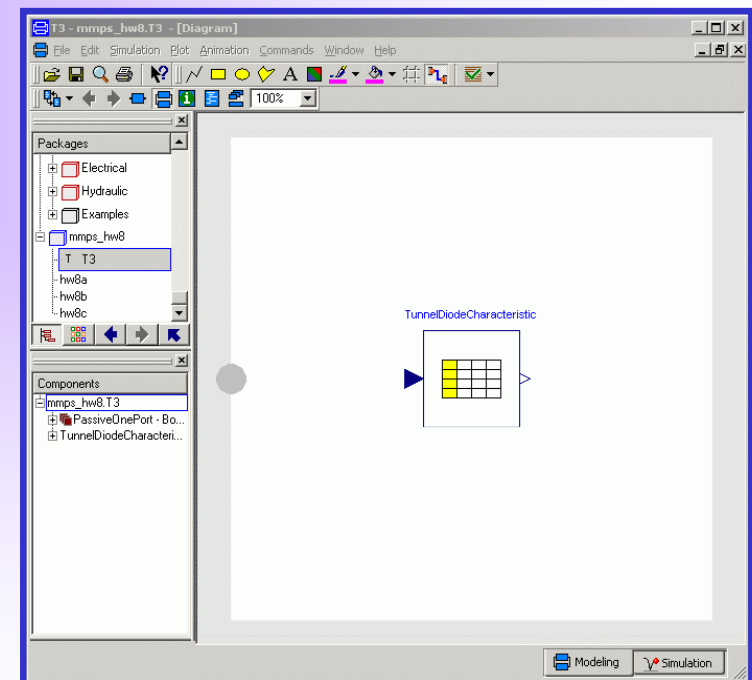 T3 - mmps_hw8.T3 - [Diagram]
File Edit Simulation Plot Animation Commands Window Help
A
100%
Packages
Electrical
Hydraulic
Examples
mmps_hw8
T T3
hw8a
hw8b
hw8c
TunnelDiodeCharacteristic
Components
mmps_hw8.T3
PassiveOnePort - Bo...
TunnelDiodeCharacteri...
Modeling Simulation